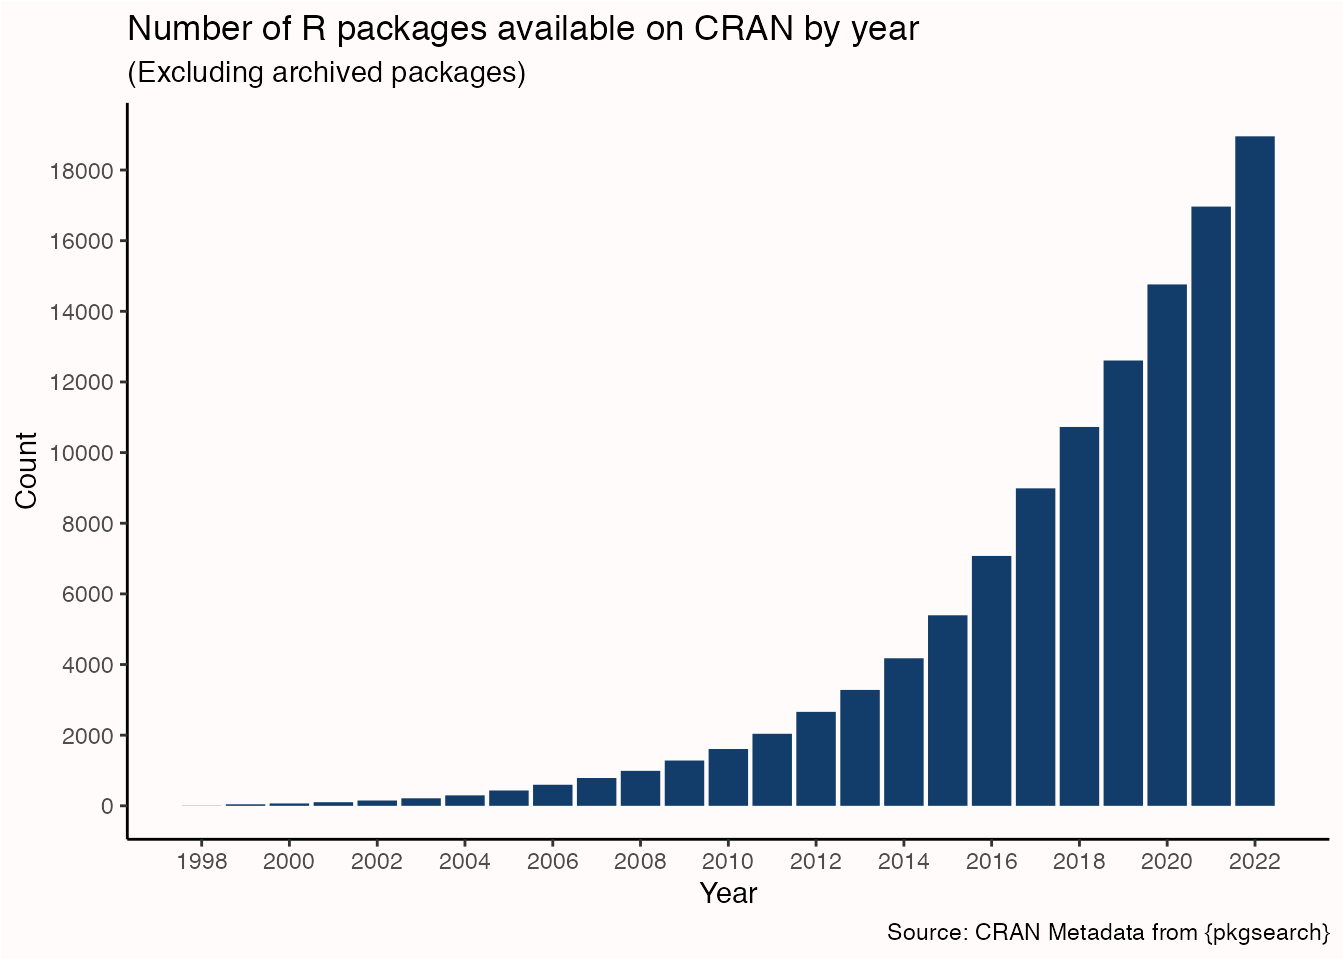 Number of R packages available on CRAN by year
(Excluding archived packages)
18000
16000
14000
12000
10000
8000
6000
4000
2000
0
Count
1998 2000 2002 2004 2006 2008 2010 2012 2014 2016 2018 2020 2022
Year
Source: CRAN Metadata from {pkgsearch}